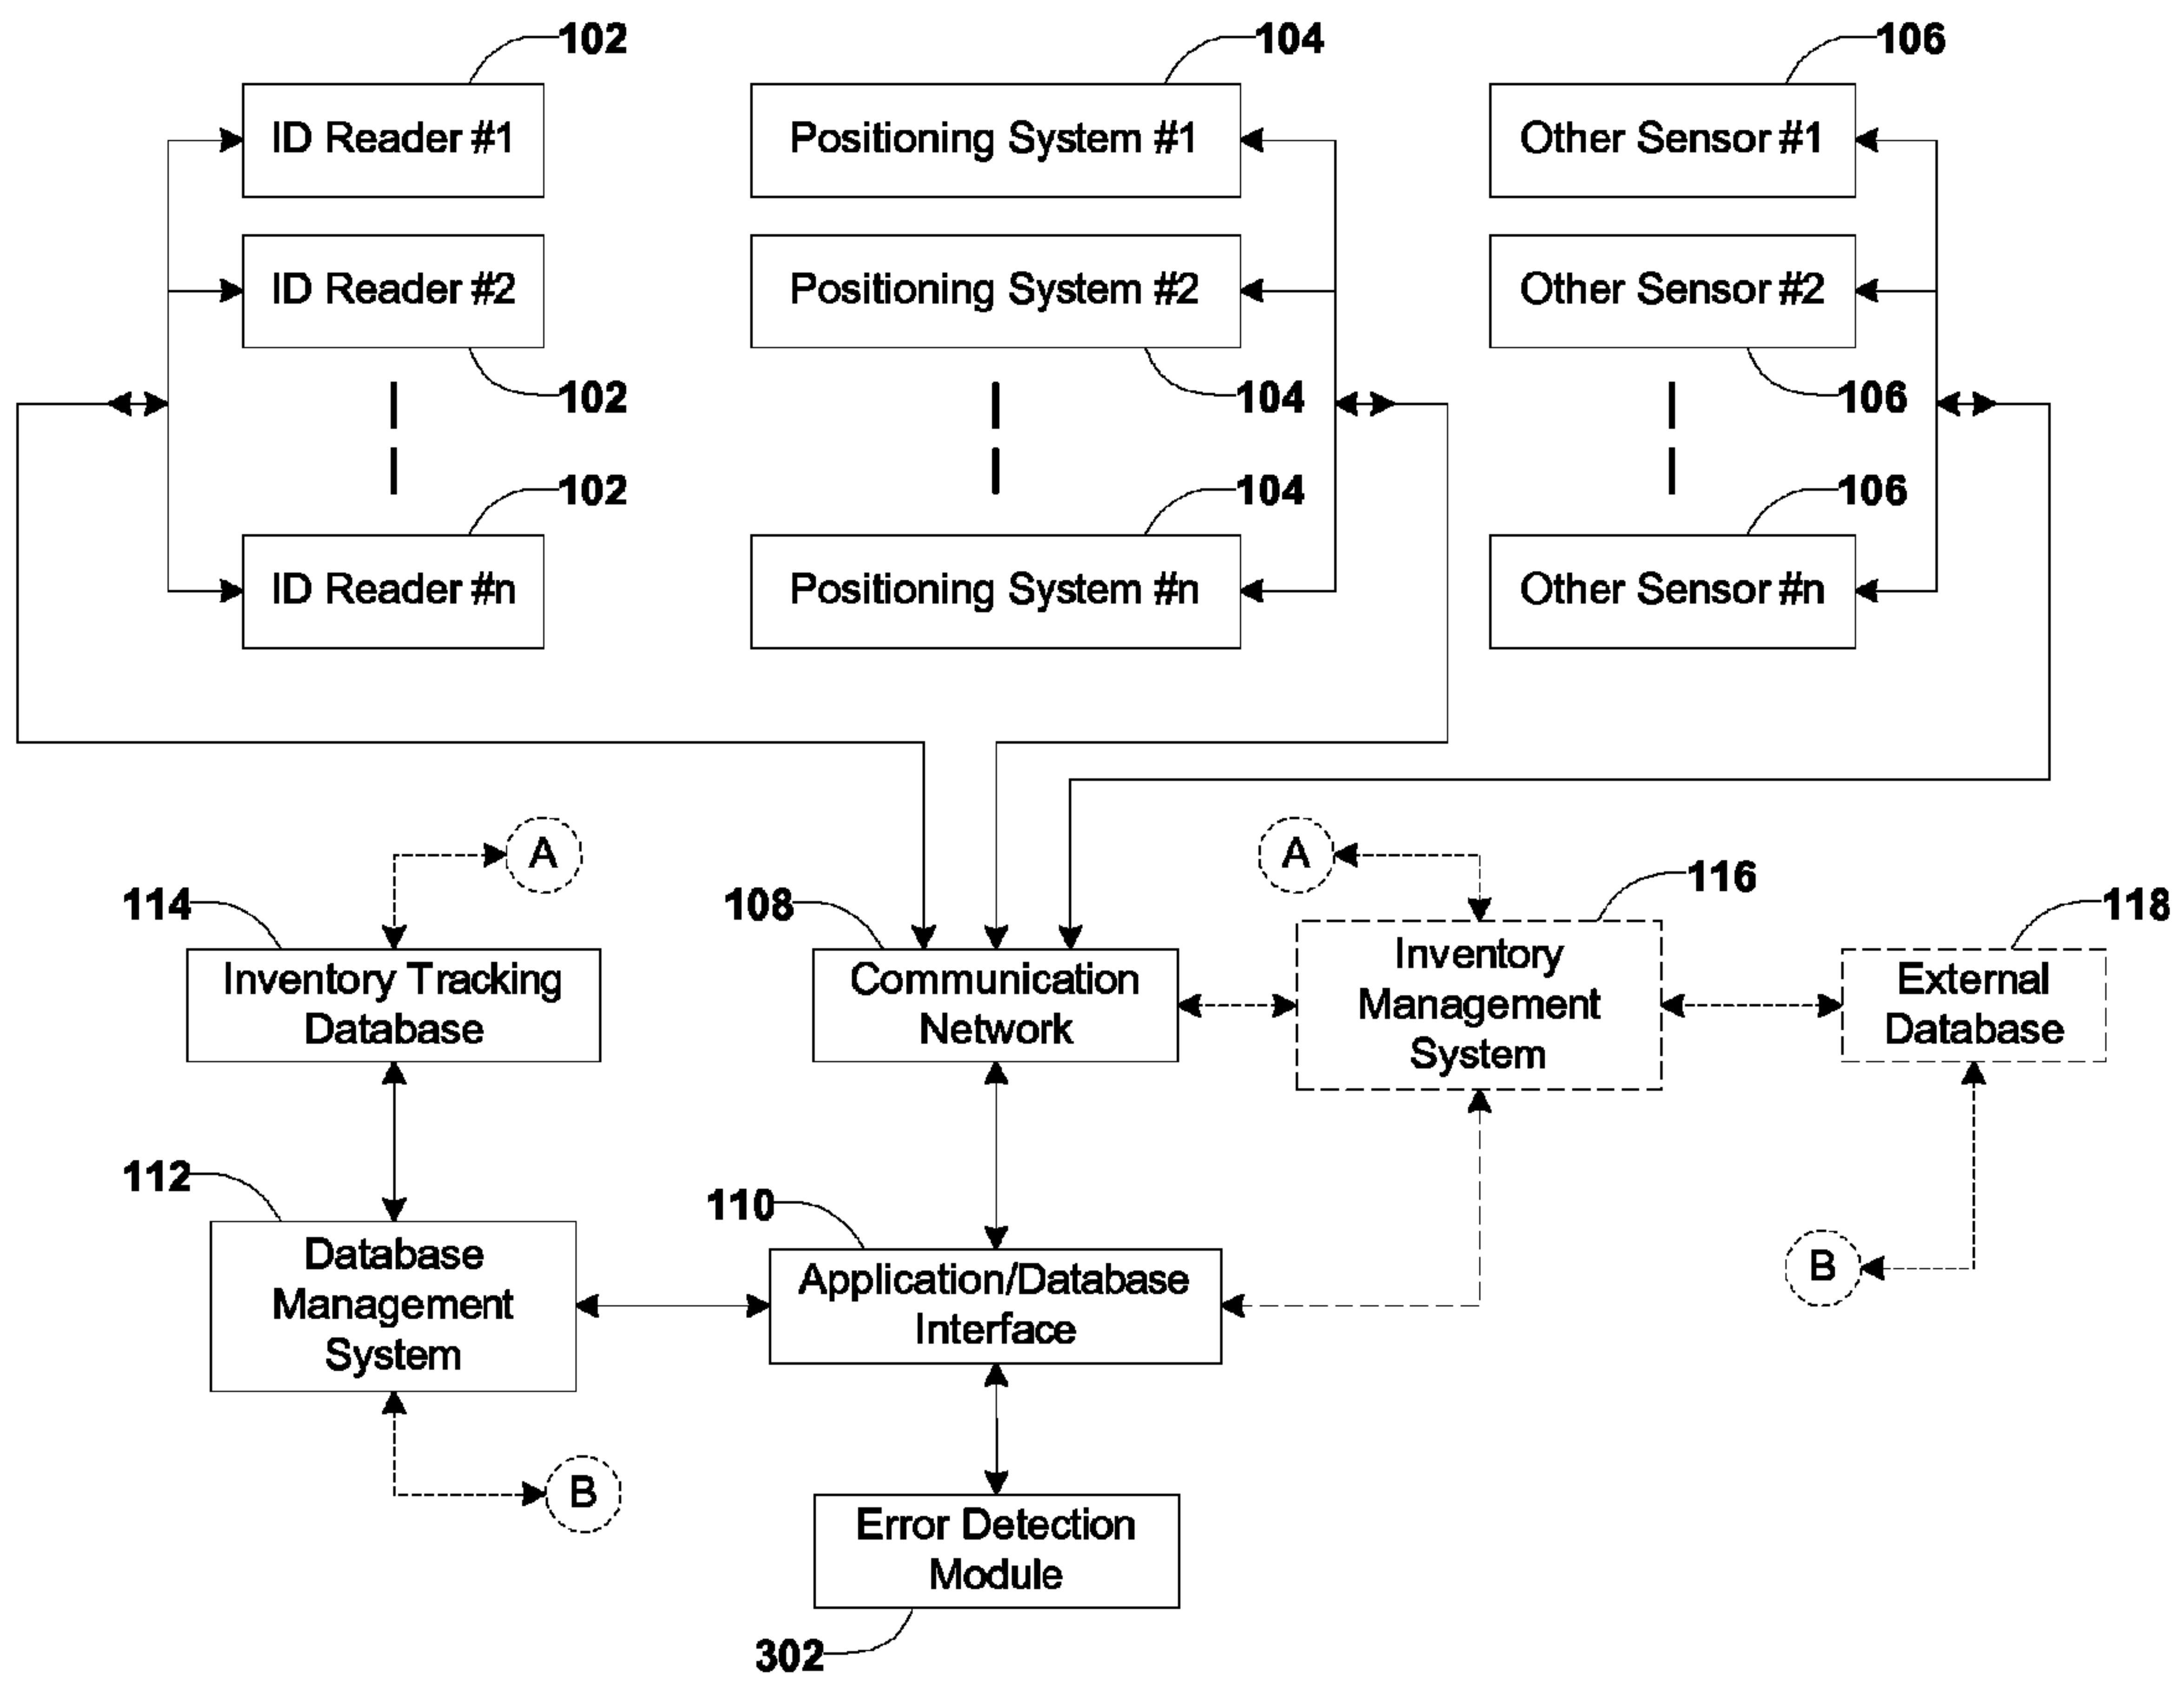 102
104
106
ID Reader #1
Positioning System #1
Other Sensor #1
ID Reader #2
Positioning System #2
Other Sensor #2
102
104
106
102
104
106
ID Reader #n
Positioning System #n
Other Sensor #n
A
A
114
108
116
118
Inventory Tracking
Database
Communication
Network
Inventory
Management
System
External
Database
112
110
Database
Management
System
Application/Database
Interface
B
B
Error Detection
Module
302